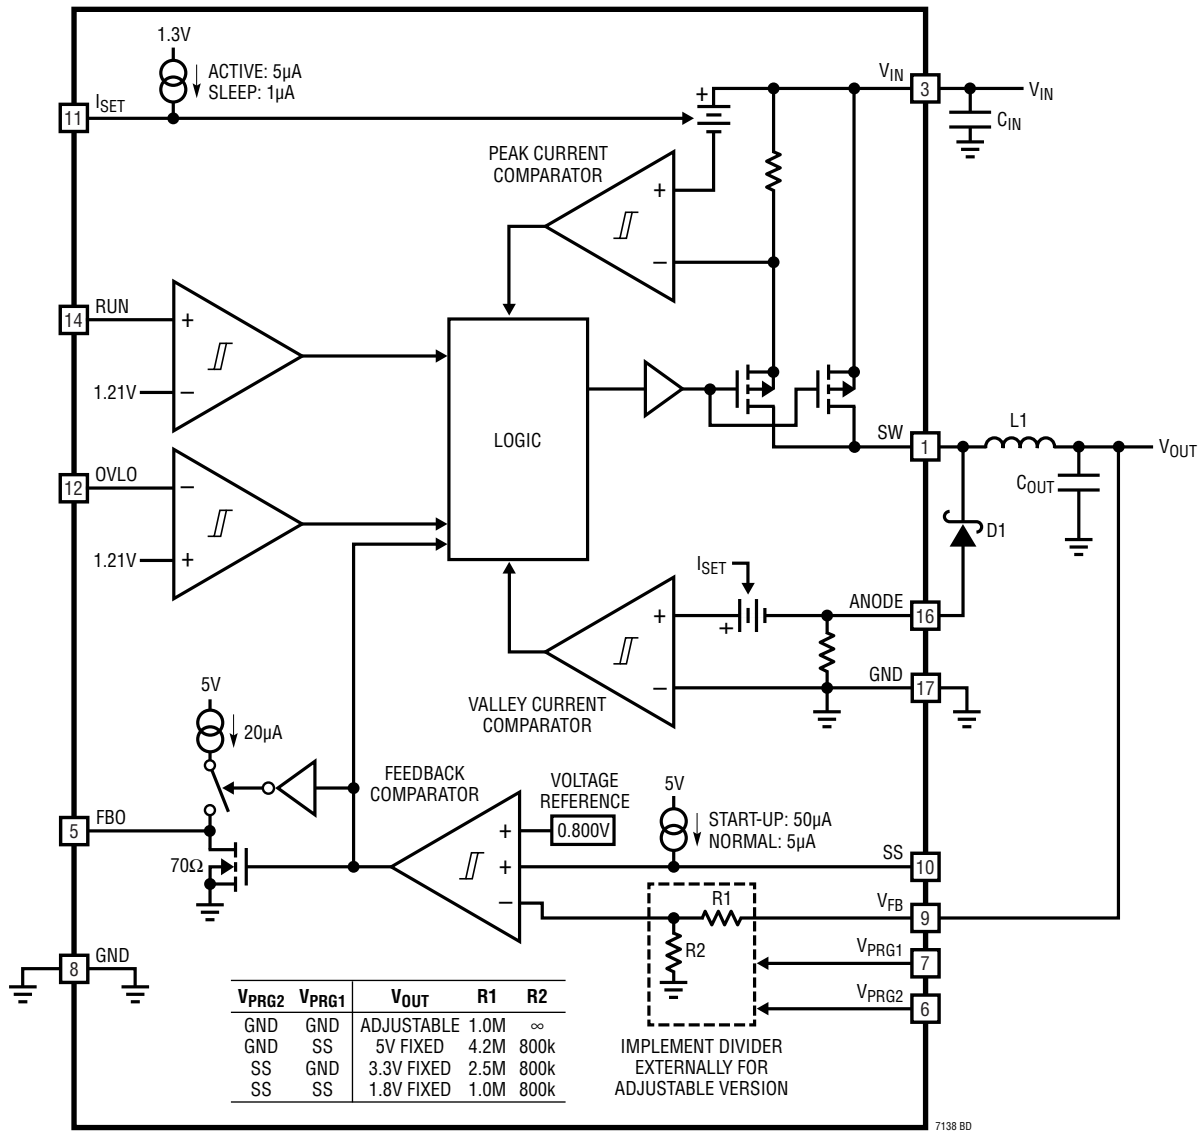 1.3V
ACTIVE: 5µA
SLEEP: 1µA
11
ISET
VIN
3
VIN
CIN
+
PEAK CURRENT
COMPARATOR
+
–
14
RUN
+
1.21V
–
LOGIC
12
OVLO
–
1.21V
+
SW
1
L1
VOUT
COUT
D1
ISET
ANODE
16
+
+
GND
17
–
VALLEY CURRENT
COMPARATOR
5V
20µA
FEEDBACK
COMPARATOR
VOLTAGE
REFERENCE
0.800V
5V
START-UP: 50µA
NORMAL: 5µA
5
FBO
70Ω
+
+
–
SS
10
R1
R2
VFB
9
VPRG1
7
VPRG2
6
8
GND
VPRG2 VPRG1 VOUT R1 R2
GND GND ADJUSTABLE 1.0M ∞
GND SS 5V FIXED 4.2M 800k
SS GND 3.3V FIXED 2.5M 800k
SS SS 1.8V FIXED 1.0M 800k
IMPLEMENT DIVIDER
EXTERNALLY FOR
ADJUSTABLE VERSION
7138 BD